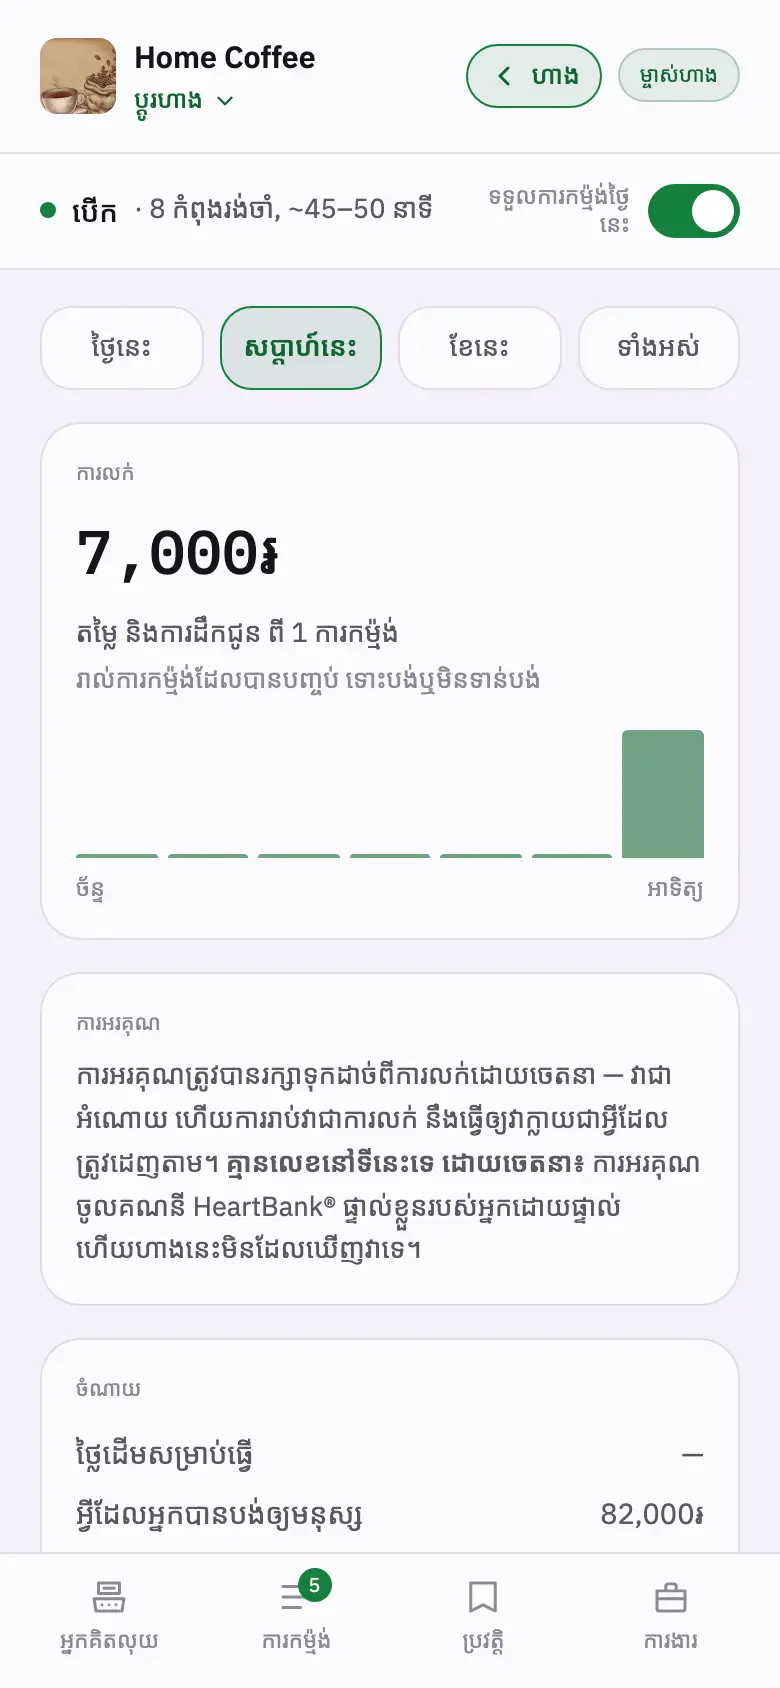 Home Coffee
ប្ដូរហាង
ហាង
ម្ចាស់ហាង
បើក · 8 កំពុងរង់ចាំ, ~45–50 នាទី
ទទួលការកម្ម៉ង់ថ្ងៃ
នេះ
ថ្ងៃនេះ
សប្ដាហ៍នេះ
ខែនេះ
ទាំងអស់
ការលក់
7,000៛
តម្លៃ និងការដឹកជូន ពី 1 ការកម្ម៉ង់
រាល់ការកម្ម៉ង់ដែលបានបញ្ចប់ ទោះបង់ឬមិនទាន់បង់
ច័ន្ទ
អាទិត្យ
ការអរគុណ
ការអរគុណត្រូវបានរក្សាទុកដាច់ពីការលក់ដោយចេតនា — វាជា
អំណោយ ហើយការរាប់វាជាការលក់ នឹងធ្វើឲ្យវាក្លាយជាអ្វីដែល
ត្រូវដេញតាម។ គ្មានលេខនៅទីនេះទេ ដោយចេតនា៖ ការអរគុណ
ចូលគណនី HeartBank® ផ្ទាល់ខ្លួនរបស់អ្នកដោយផ្ទាល់
ហើយហាងនេះមិនដែលឃើញវាទេ។
ចំណាយ
ថ្លៃដើមសម្រាប់ធ្វើ —
អ្វីដែលអ្នកបានបង់ឲ្យមនុស្ស 82,000៛
5
អ្នកគិតលុយ
ការកម្ម៉ង់
ប្រវត្តិ
ការងារ